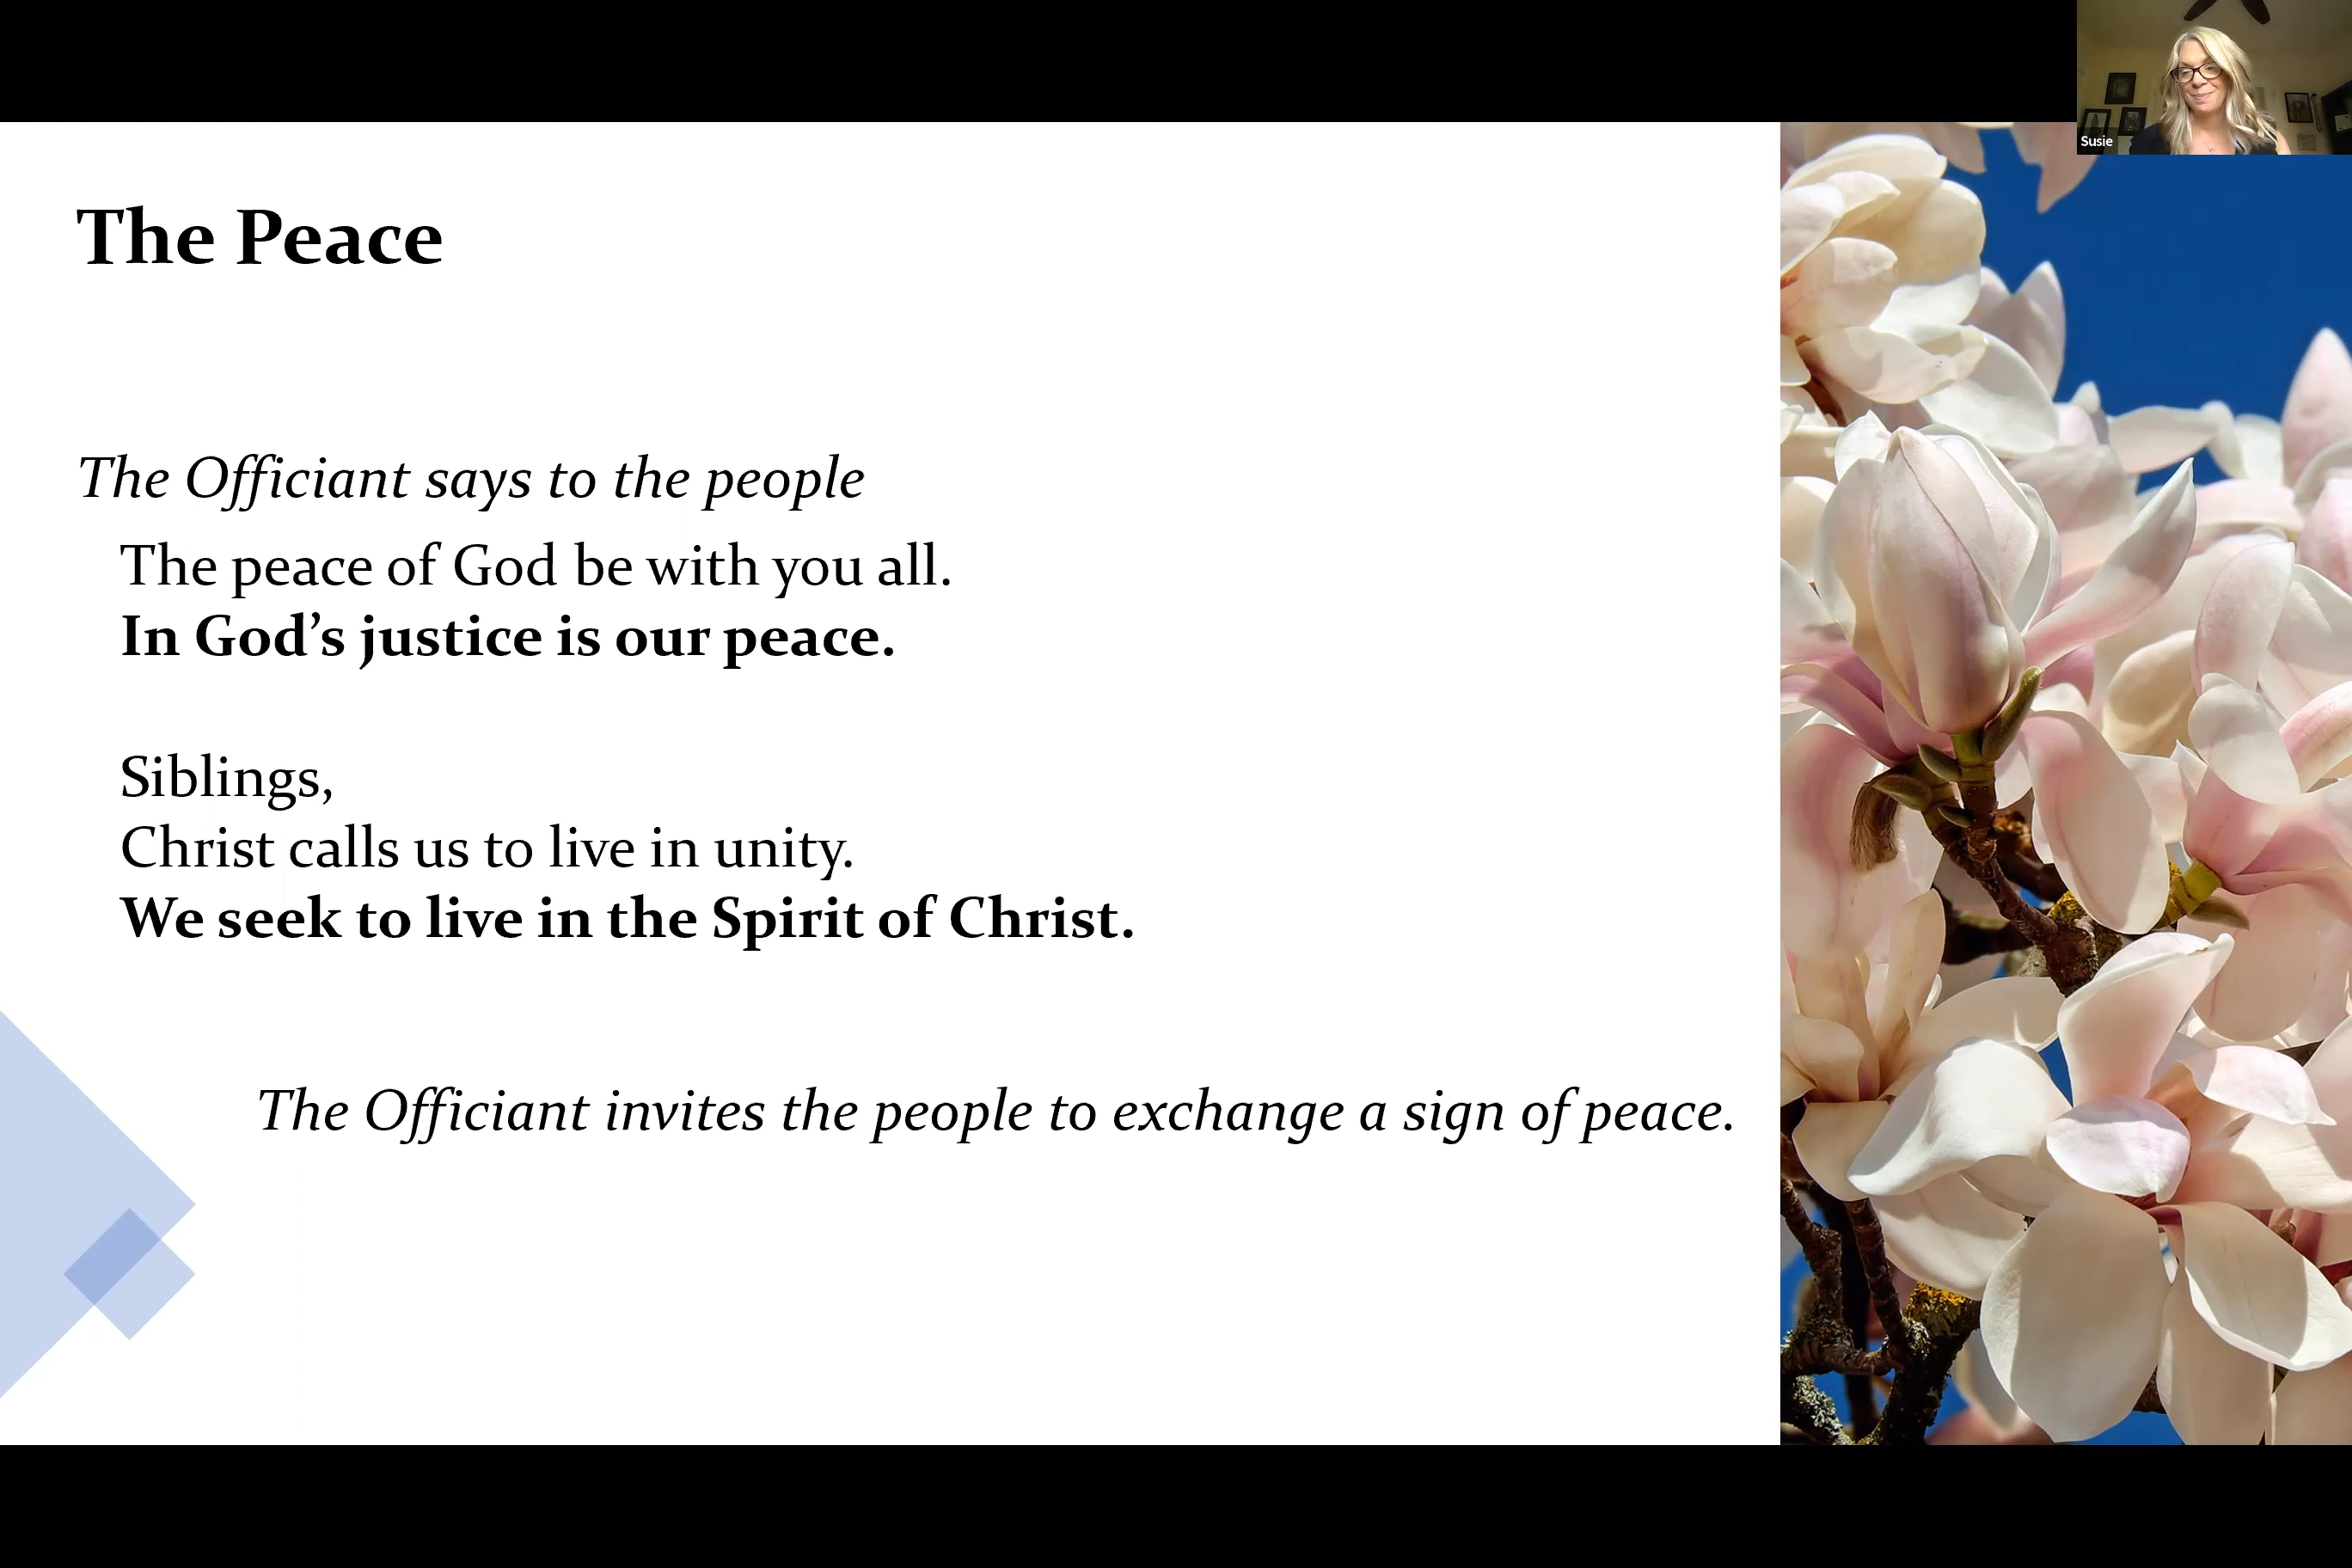 Susie
The Peace
The Officiant says to the people
The peace of God be with you all.
In God’s justice is our peace.
Siblings,
Christ calls us to live in unity.
We seek to live in the Spirit of Christ.
The Officiant invites the people to exchange a sign of peace.